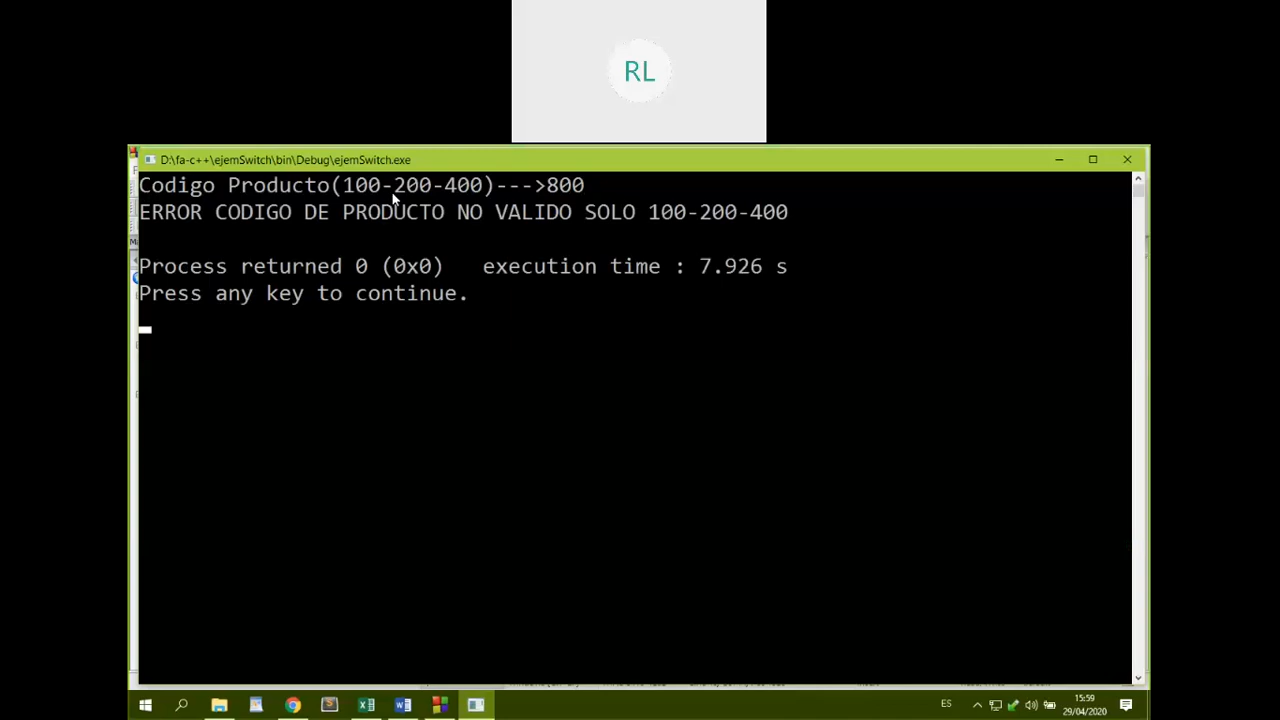 RL
D:\fa-c++\ejemSwitch\bin\Debug\ejemSwitch.exe
Codigo Producto(100-200-400)--->800
ERROR CODIGO DE PRODUCTO NO VALIDO SOLO 100-200-400
Process returned 0 (0x0)   execution time : 7.926 s
Press any key to continue.
ES
15:59
29/04/2020